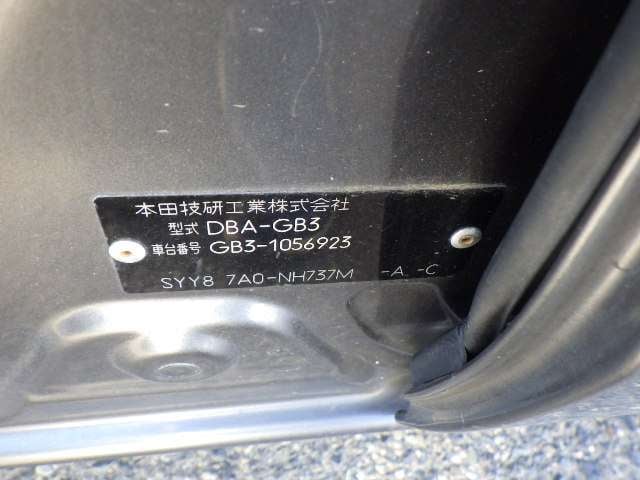 本田技研工業株式会社
型式 DBA-GB3
車台番号 GB3-1056923
SYY8 7A0-NH737M -A -C